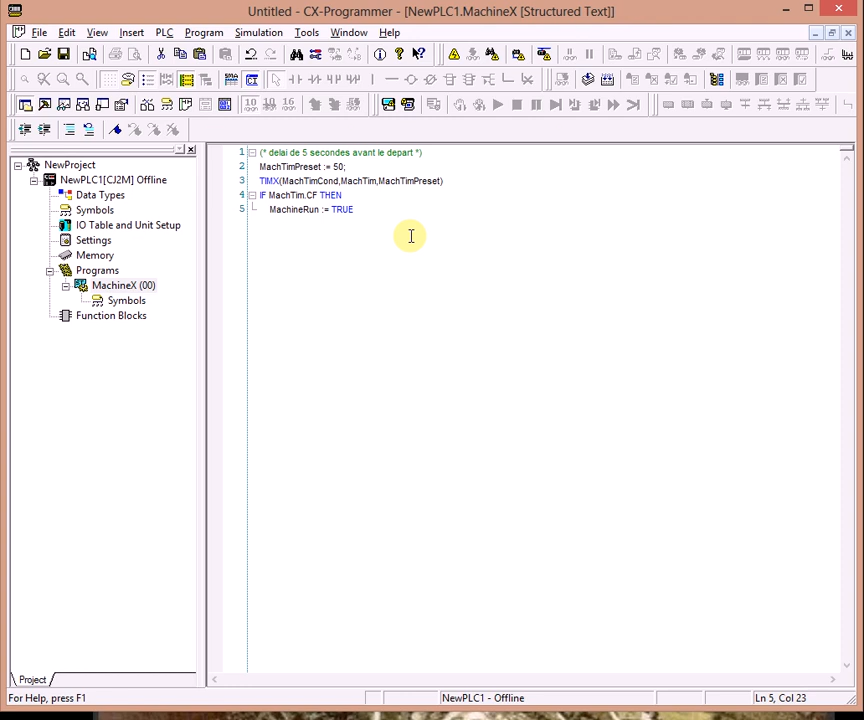 Untitled - CX-Programmer - [NewPLC1.MachineX [Structured Text]]
File Edit View Insert PLC Program Simulation Tools Window Help
10 10 16
NewProject
NewPLC1[CJ2M] Offline
Data Types
Symbols
IO Table and Unit Setup
Settings
Memory
Programs
MachineX (00)
Symbols
Function Blocks
Project
1 (* delai de 5 secondes avant le depart *)
2 MachTimPreset := 50;
3 TIMX(MachTimCond,MachTim,MachTimPreset)
4 IF MachTim.CF THEN
5 MachineRun := TRUE
For Help, press F1
NewPLC1 - Offline
Ln 5, Col 23